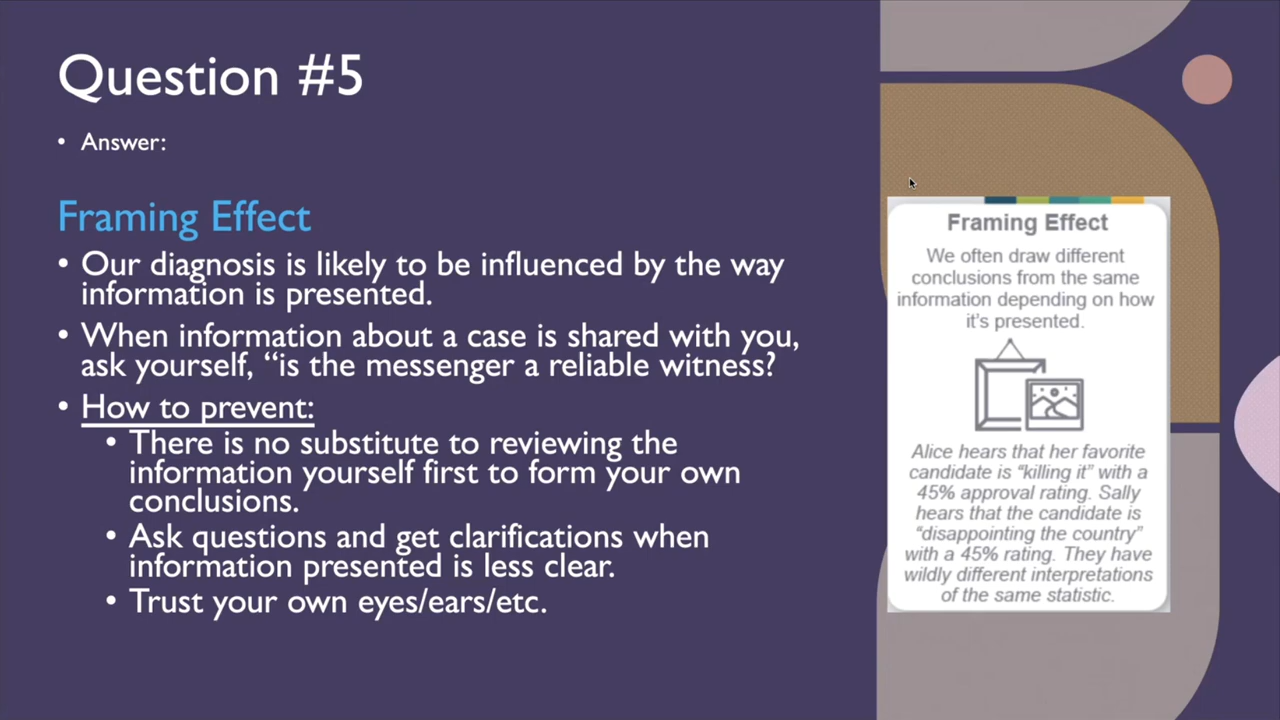 Question #5
• Answer:
Framing Effect
• Our diagnosis is likely to be influenced by the way
information is presented.
• When information about a case is shared with you,
ask yourself, “is the messenger a reliable witness?
• How to prevent:
• There is no substitute to reviewing the
information yourself first to form your own
conclusions.
• Ask questions and get clarifications when
information presented is less clear.
• Trust your own eyes/ears/etc.
Framing Effect
We often draw different
conclusions from the same
information depending on how
it's presented.
Alice hears that her favorite
candidate is “killing it” with a
45% approval rating. Sally
hears that the candidate is
“disappointing the country”
with a 45% rating. They have
wildly different interpretations
of the same statistic.